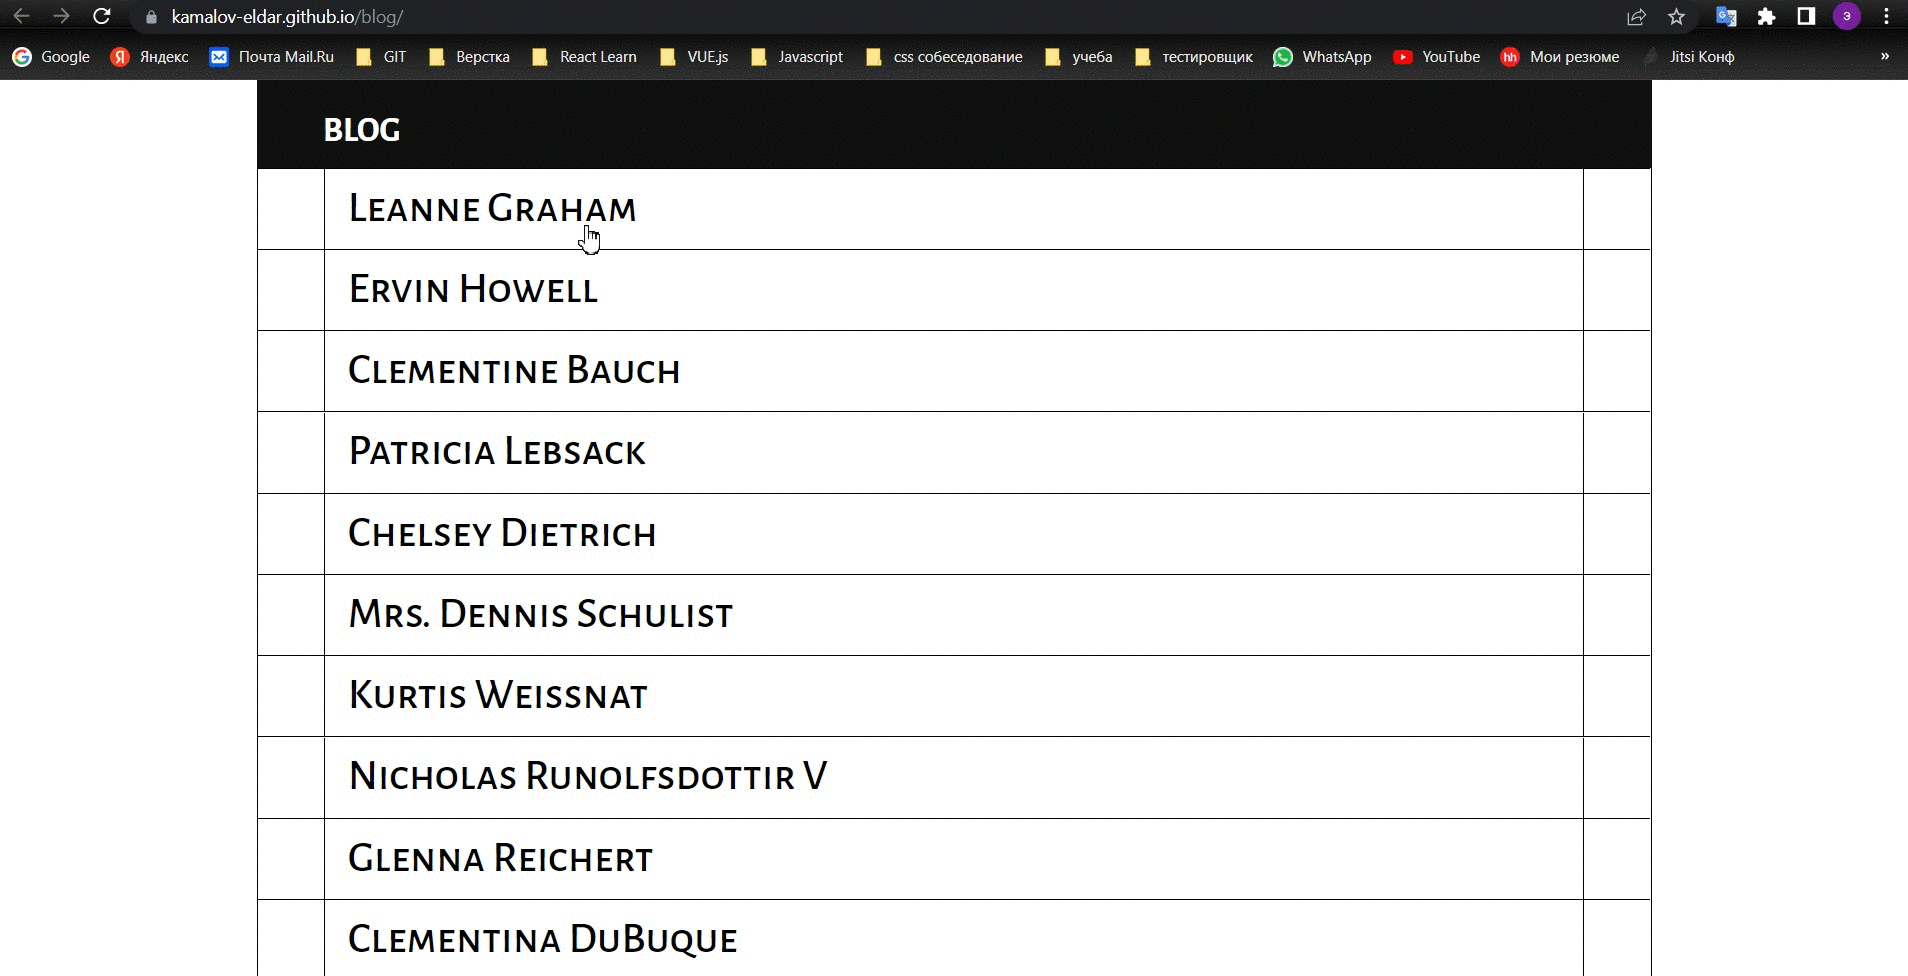 kamalov-eldar.github.io/blog/
Э
Google Яндекс Почта Mail.Ru GIT Верстка React Learn VUE.js Javascript css собеседование учеба тестировщик WhatsApp YouTube hh Мои резюме Jitsi Конф »
BLOG
Leanne Graham
Ervin Howell
Clementine Bauch
Patricia Lebsack
Chelsey Dietrich
Mrs. Dennis Schulist
Kurtis Weissnat
Nicholas Runolfsdottir V
Glenna Reichert
Clementina DuBuque